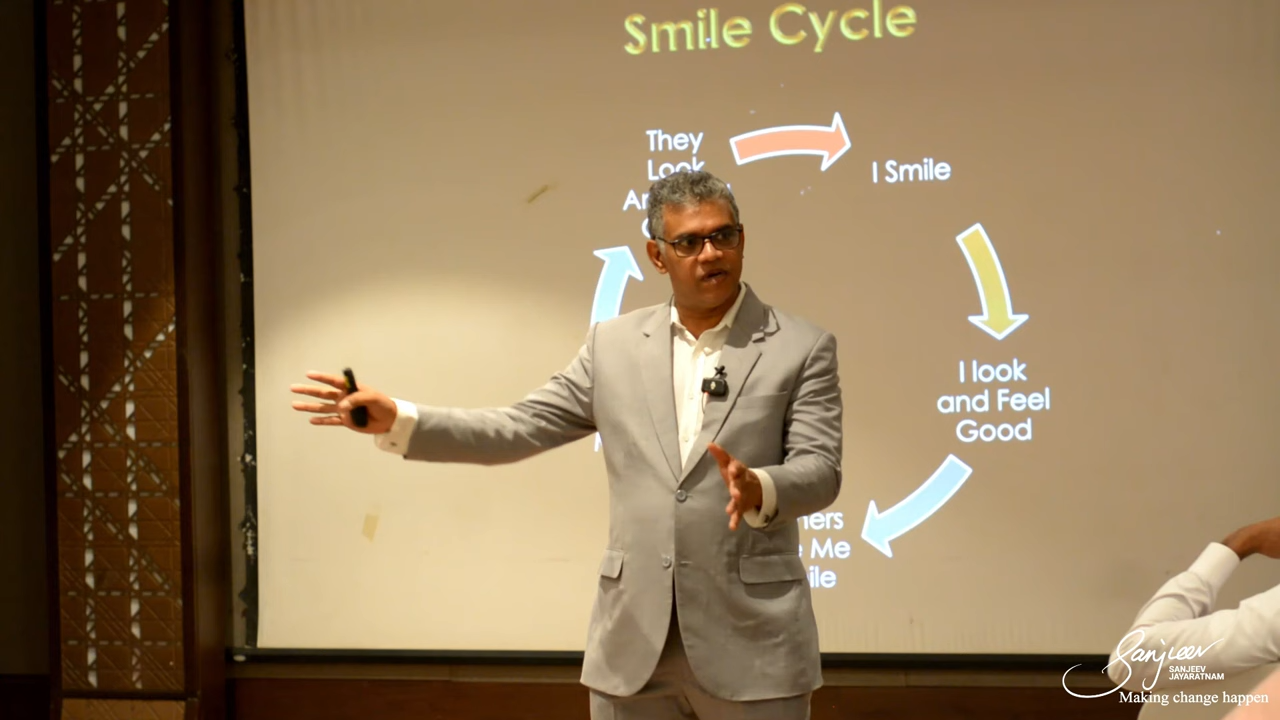 Smile Cycle
They
Look
I Smile
I look
and Feel
Good
Me
Sanjeev
SANJEEV
JAYARATNAM
Making change happen